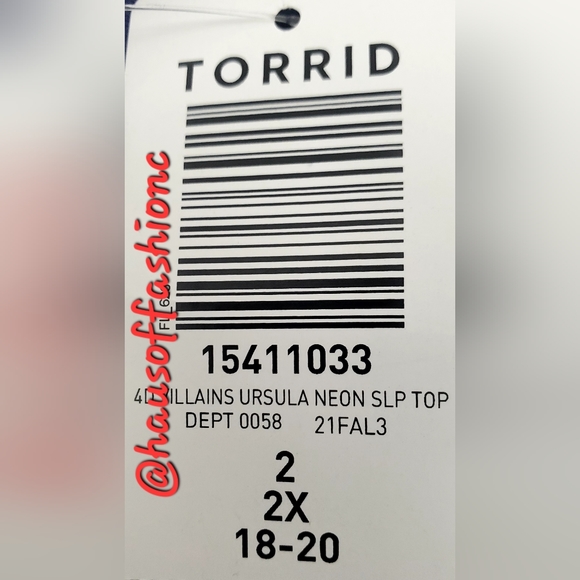 TORRID
15411033
VILLAINS URSULA NEON SLP TOP
DEPT 0058 21FAL3
2
2X
18-20
@hausoffashionc